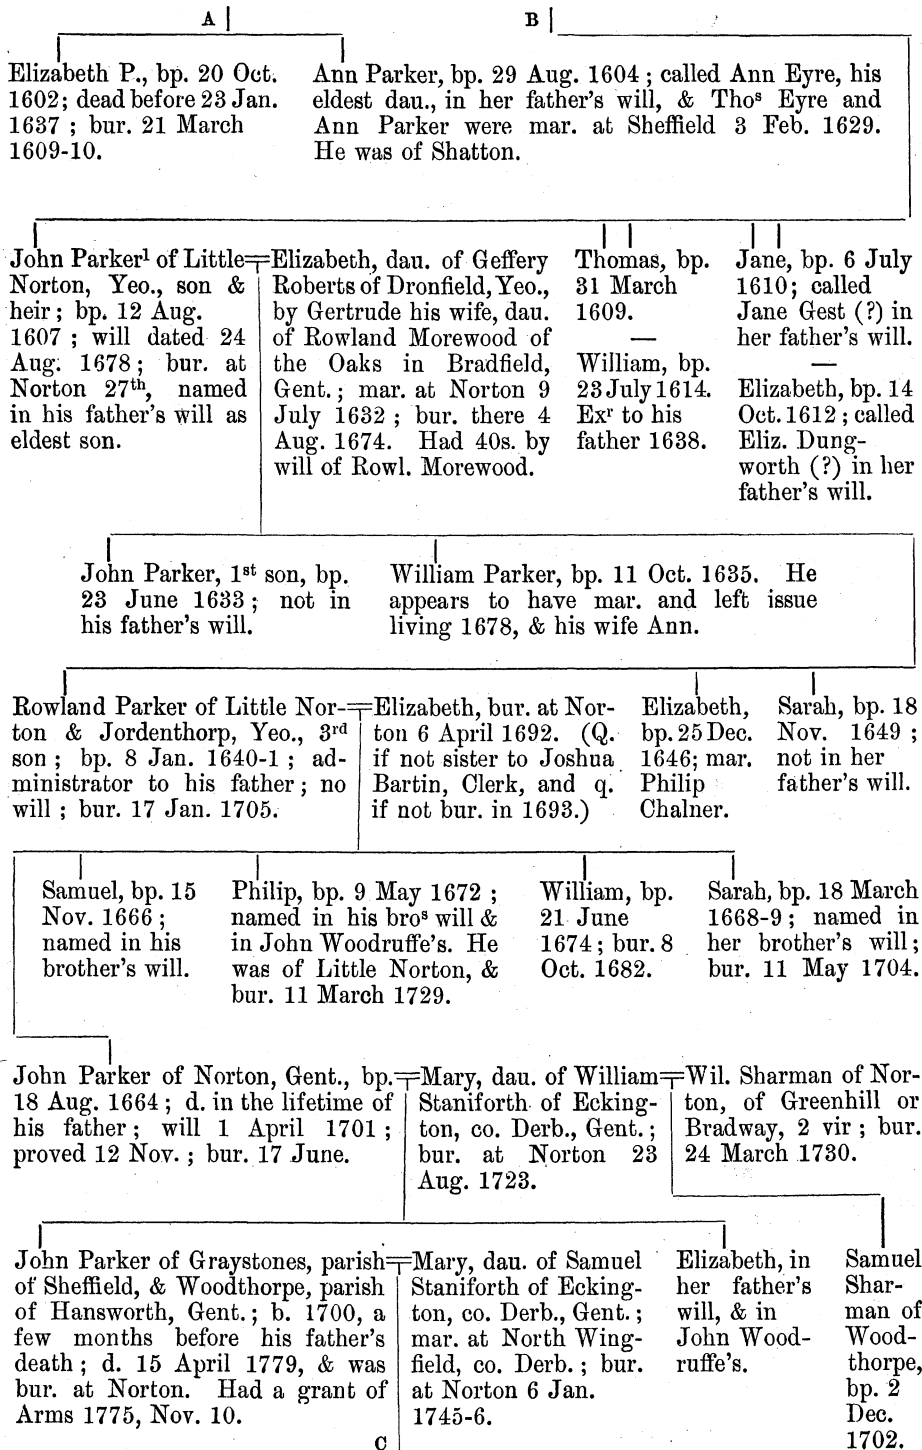 A
B
Elizabeth P., bp. 20 Oct.
1602; dead before 23 Jan.
1637 ; bur. 21 March
1609-10.
Ann Parker, bp. 29 Aug. 1604 ; called Ann Eyre, his
eldest dau., in her father's will, & Thoˢ Eyre and
Ann Parker were mar. at Sheffield 3 Feb. 1629.
He was of Shatton.
John Parker¹ of Little
Norton, Yeo., son &
heir ; bp. 12 Aug.
1607 ; will dated 24
Aug. 1678 ; bur. at
Norton 27ᵗʰ, named
in his father's will as
eldest son.
Elizabeth, dau. of Geffery
Roberts of Dronfield, Yeo.,
by Gertrude his wife, dau.
of Rowland Morewood of
the Oaks in Bradfield,
Gent. ; mar. at Norton 9
July 1632 ; bur. there 4
Aug. 1674. Had 40s. by
will of Rowl. Morewood.
Thomas, bp.
31 March
1609.
—
William, bp.
23 July 1614.
Exʳ to his
father 1638.
Jane, bp. 6 July
1610; called
Jane Gest (?) in
her father's will.
—
Elizabeth, bp. 14
Oct. 1612 ; called
Eliz. Dung-
worth (?) in her
father's will.
John Parker, 1ˢᵗ son, bp.
23 June 1633 ; not in
his father's will.
William Parker, bp. 11 Oct. 1635. He
appears to have mar. and left issue
living 1678, & his wife Ann.
Rowland Parker of Little Nor-
ton & Jordenthorp, Yeo., 3ʳᵈ
son ; bp. 8 Jan. 1640-1 ; ad-
ministrator to his father ; no
will ; bur. 17 Jan. 1705.
Elizabeth, bur. at Nor-
ton 6 April 1692. (Q.
if not sister to Joshua
Bartin, Clerk, and q.
if not bur. in 1693.)
Elizabeth,
bp. 25 Dec.
1646; mar.
Philip
Chalner.
Sarah, bp. 18
Nov. 1649 ;
not in her
father's will.
Samuel, bp. 15
Nov. 1666 ;
named in his
brother's will.
Philip, bp. 9 May 1672 ;
named in his broˢ will &
in John Woodruffe's. He
was of Little Norton, &
bur. 11 March 1729.
William, bp.
21 June
1674 ; bur. 8
Oct. 1682.
Sarah, bp. 18 March
1668-9 ; named in
her brother's will ;
bur. 11 May 1704.
John Parker of Norton, Gent., bp.
18 Aug. 1664 ; d. in the lifetime of
his father ; will 1 April 1701 ;
proved 12 Nov. ; bur. 17 June.
Mary, dau. of William
Staniforth of Ecking-
ton, co. Derb., Gent. ;
bur. at Norton 23
Aug. 1723.
Wil. Sharman of Nor-
ton, of Greenhill or
Bradway, 2 vir ; bur.
24 March 1730.
John Parker of Graystones, parish
of Sheffield, & Woodthorpe, parish
of Hansworth, Gent. ; b. 1700, a
few months before his father's
death ; d. 15 April 1779, & was
bur. at Norton. Had a grant of
Arms 1775, Nov. 10.
Mary, dau. of Samuel
Staniforth of Ecking-
ton, co. Derb., Gent. ;
mar. at North Wing-
field, co. Derb. ; bur.
at Norton 6 Jan.
1745-6.
Elizabeth, in
her father's
will, & in
John Wood-
ruffe's.
Samuel
Shar-
man of
Wood-
thorpe,
bp. 2
Dec.
1702.
C